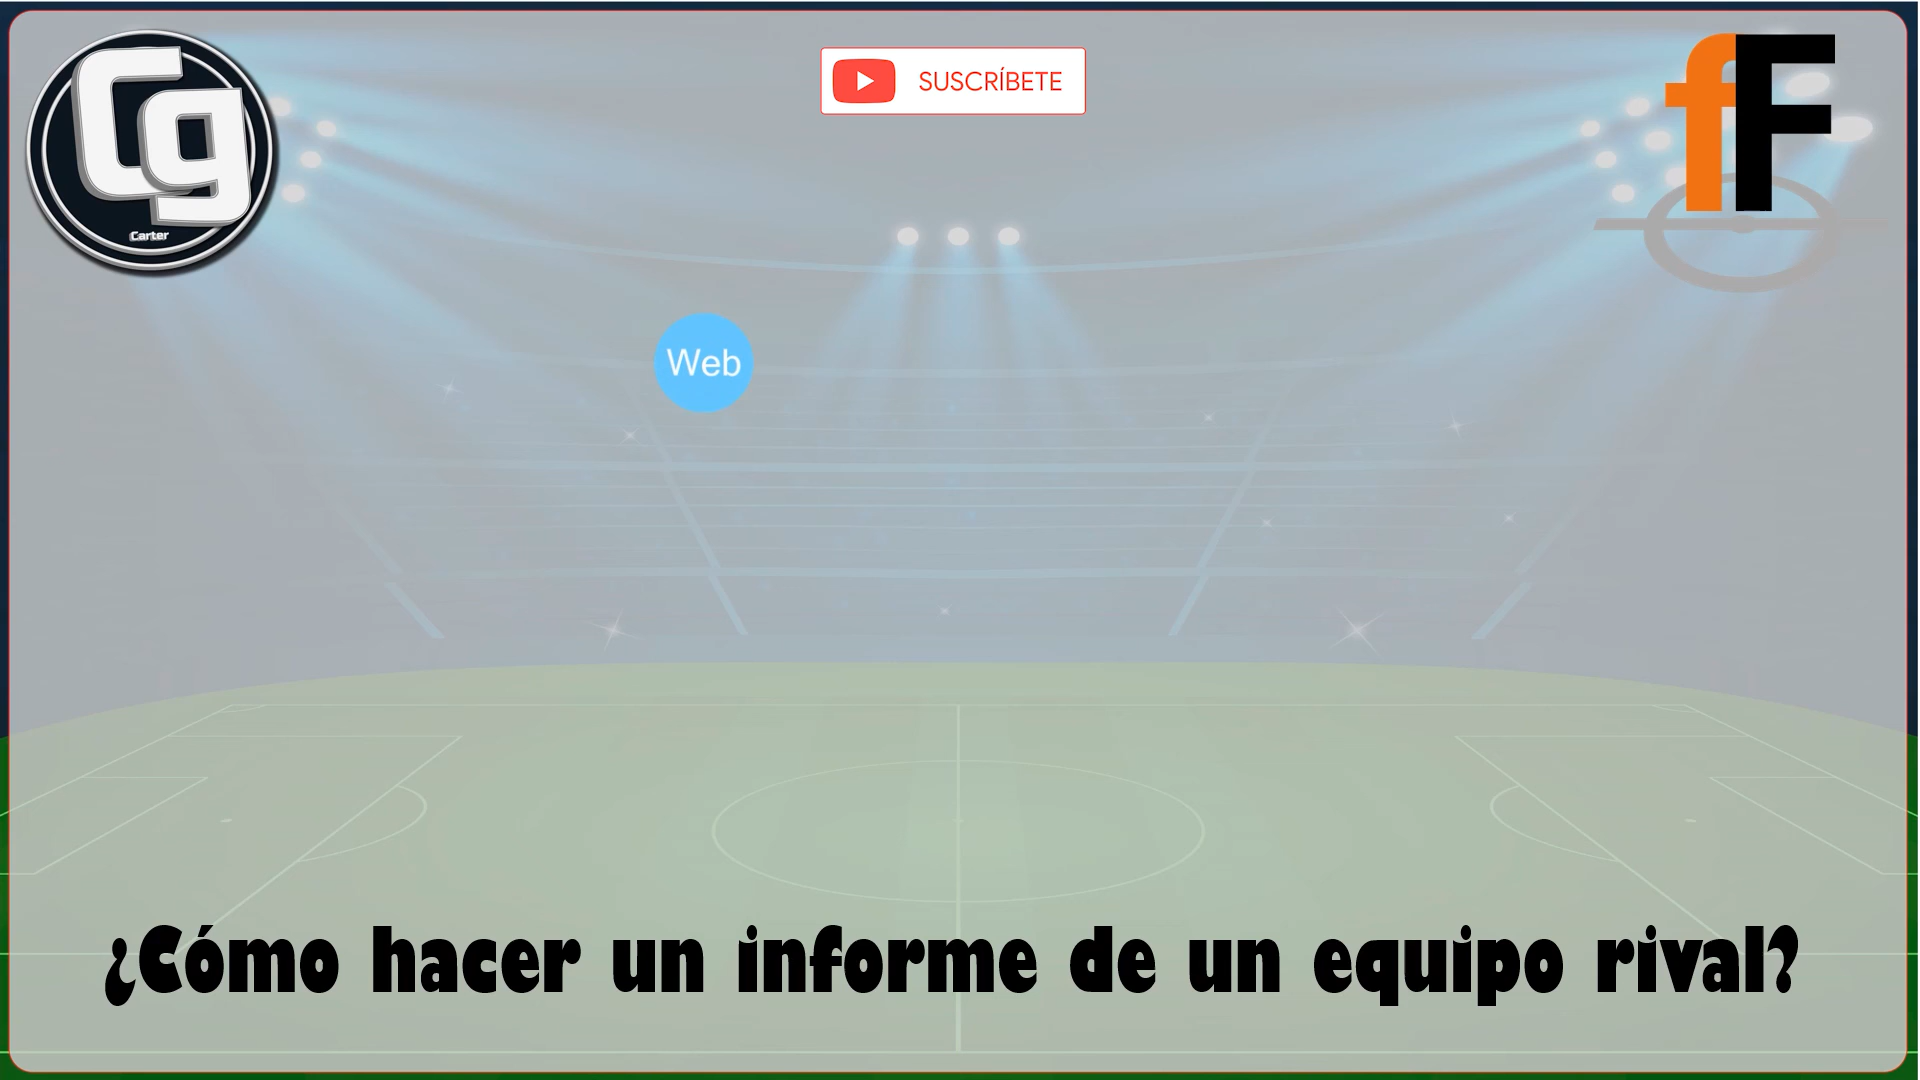 Cg
Carter
SUSCRÍBETE
fF
Web
¿Cómo hacer un informe de un equipo rival?